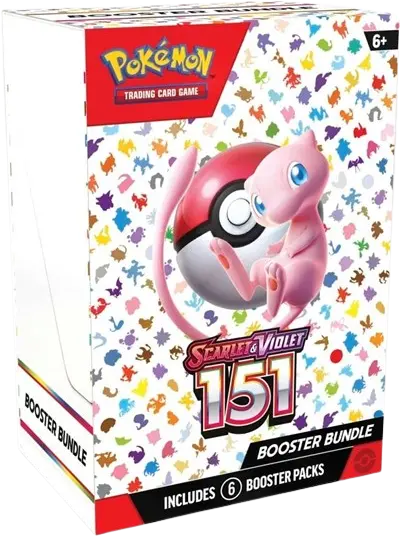 POKéMON
TRADING CARD GAME
6+
SCARLET & VIOLET
151
BOOSTER BUNDLE
INCLUDES 6 BOOSTER PACKS
BOOSTER BUNDLE